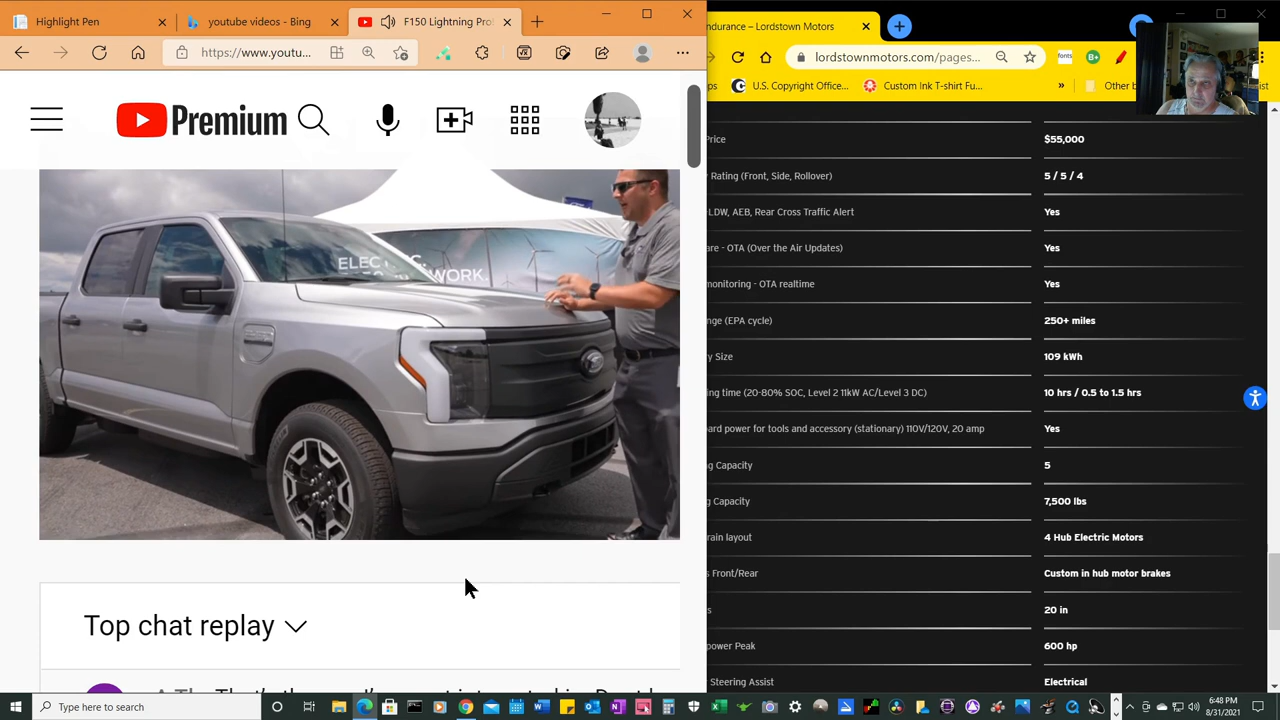 Highlight Pen
youtube videos - Bing
F150 Lightning Pro
ndurance – Lordstown Motors
https://www.youtu...
lordstownmotors.com/pages...
fonts
B+
ps
U.S. Copyright Office...
Custom Ink T-shirt Fu...
»
Other b
ist
Premium
ELEC C.
WORK.
Price
$55,000
Rating (Front, Side, Rollover)
5 / 5 / 4
LDW, AEB, Rear Cross Traffic Alert
Yes
are - OTA (Over the Air Updates)
Yes
monitoring - OTA realtime
Yes
nge (EPA cycle)
250+ miles
ry Size
109 kWh
ing time (20-80% SOC, Level 2 11kW AC/Level 3 DC)
10 hrs / 0.5 to 1.5 hrs
ard power for tools and accessory (stationary) 110V/120V, 20 amp
Yes
g Capacity
5
g Capacity
7,500 lbs
rain layout
4 Hub Electric Motors
s Front/Rear
Custom in hub motor brakes
s
20 in
power Peak
600 hp
Steering Assist
Electrical
Top chat replay
Type here to search
6:48 PM
8/31/2021